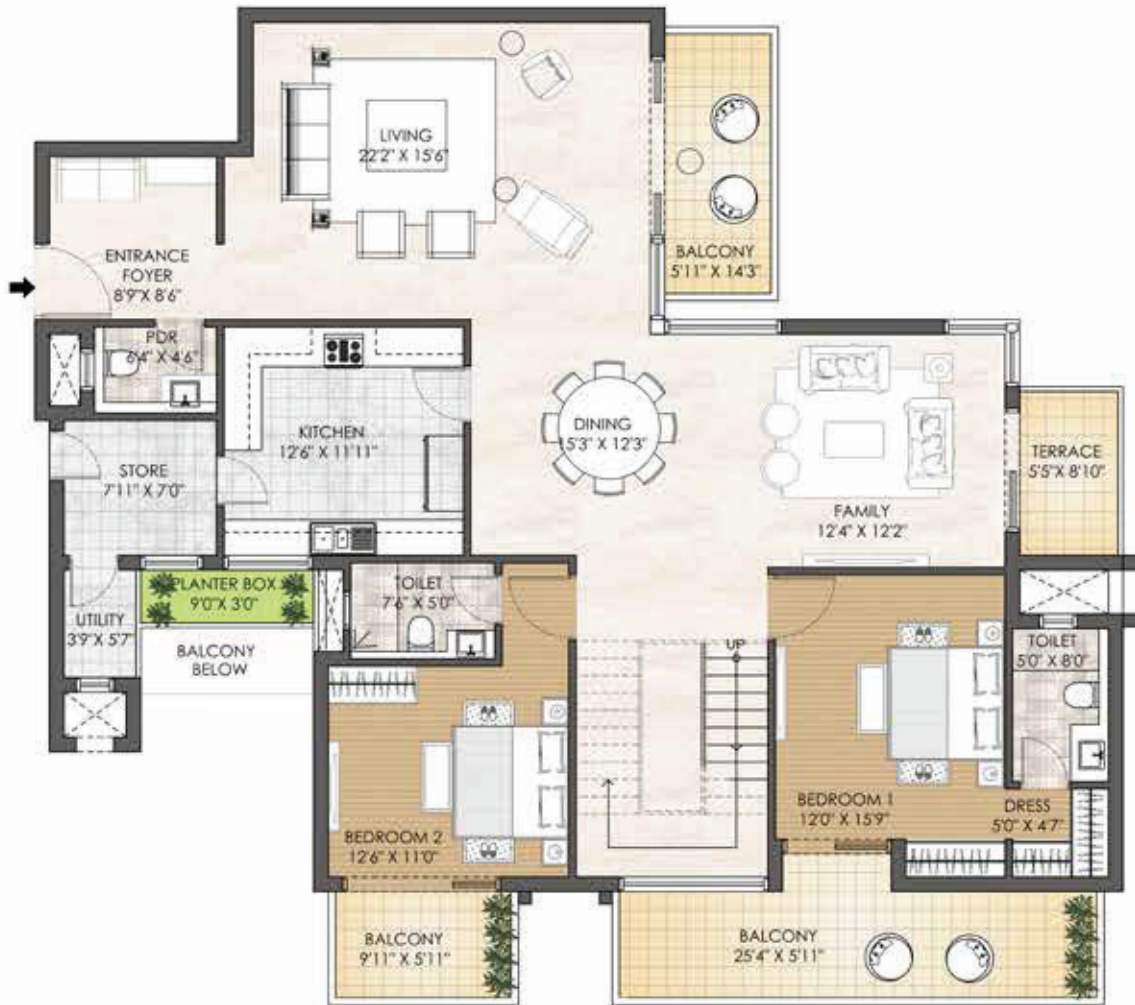 LIVING
22'2" X 15'6"
BALCONY
5'11" X 14'3"
ENTRANCE
FOYER
8'9"X 8'6"
PDR
6'4" X 4'6"
KITCHEN
12'6" X 11'11"
DINING
15'3" X 12'3"
STORE
7'11" X 7'0"
TERRACE
5'5"X 8'10"
FAMILY
12'4" X 12'2"
PLANTER BOX
9'0"X 3'0"
TOILET
7'6" X 5'0"
UTILITY
3'9"X 5'7"
BALCONY
BELOW
UP
TOILET
5'0" X 8'0"
BEDROOM 1
12'0" X 15'9"
DRESS
5'0" X 4'7"
BEDROOM 2
12'6" X 11'0"
BALCONY
9'11" X 5'11"
BALCONY
25'4" X 5'11"